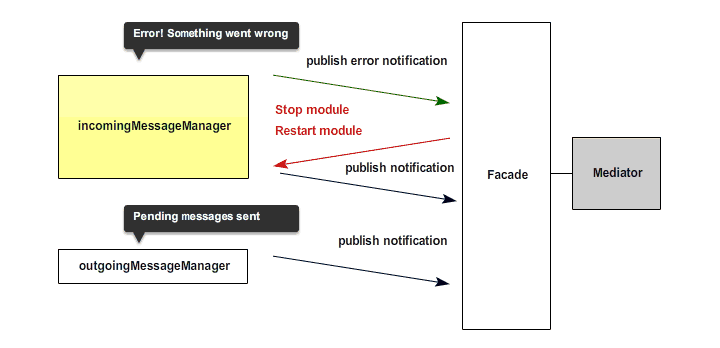 Error! Something went wrong
publish error notification
incomingMessageManager
Stop module
Restart module
publish notification
Facade
Mediator
Pending messages sent
publish notification
outgoingMessageManager